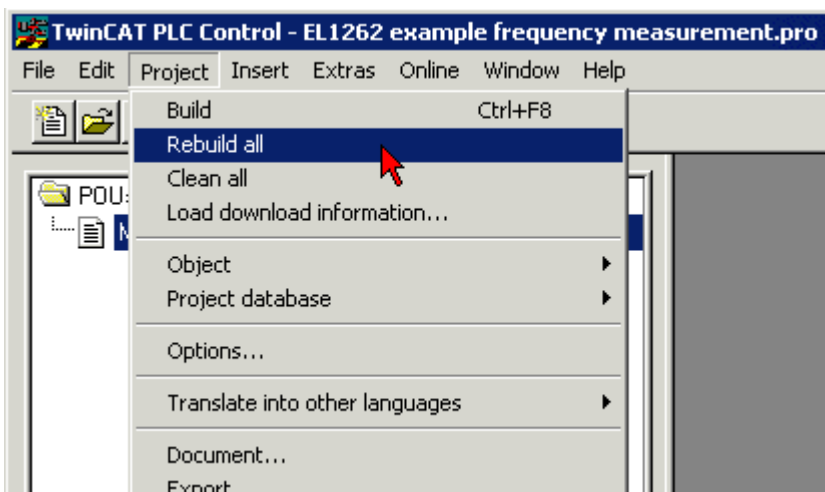 TwinCAT PLC Control - EL1262 example frequency measurement.pro
File Edit Project Insert Extras Online Window Help
Build Ctrl+F8
Rebuild all
Clean all
POU
Load download information...
Object
Project database
Options...
Translate into other languages
Document...
Export